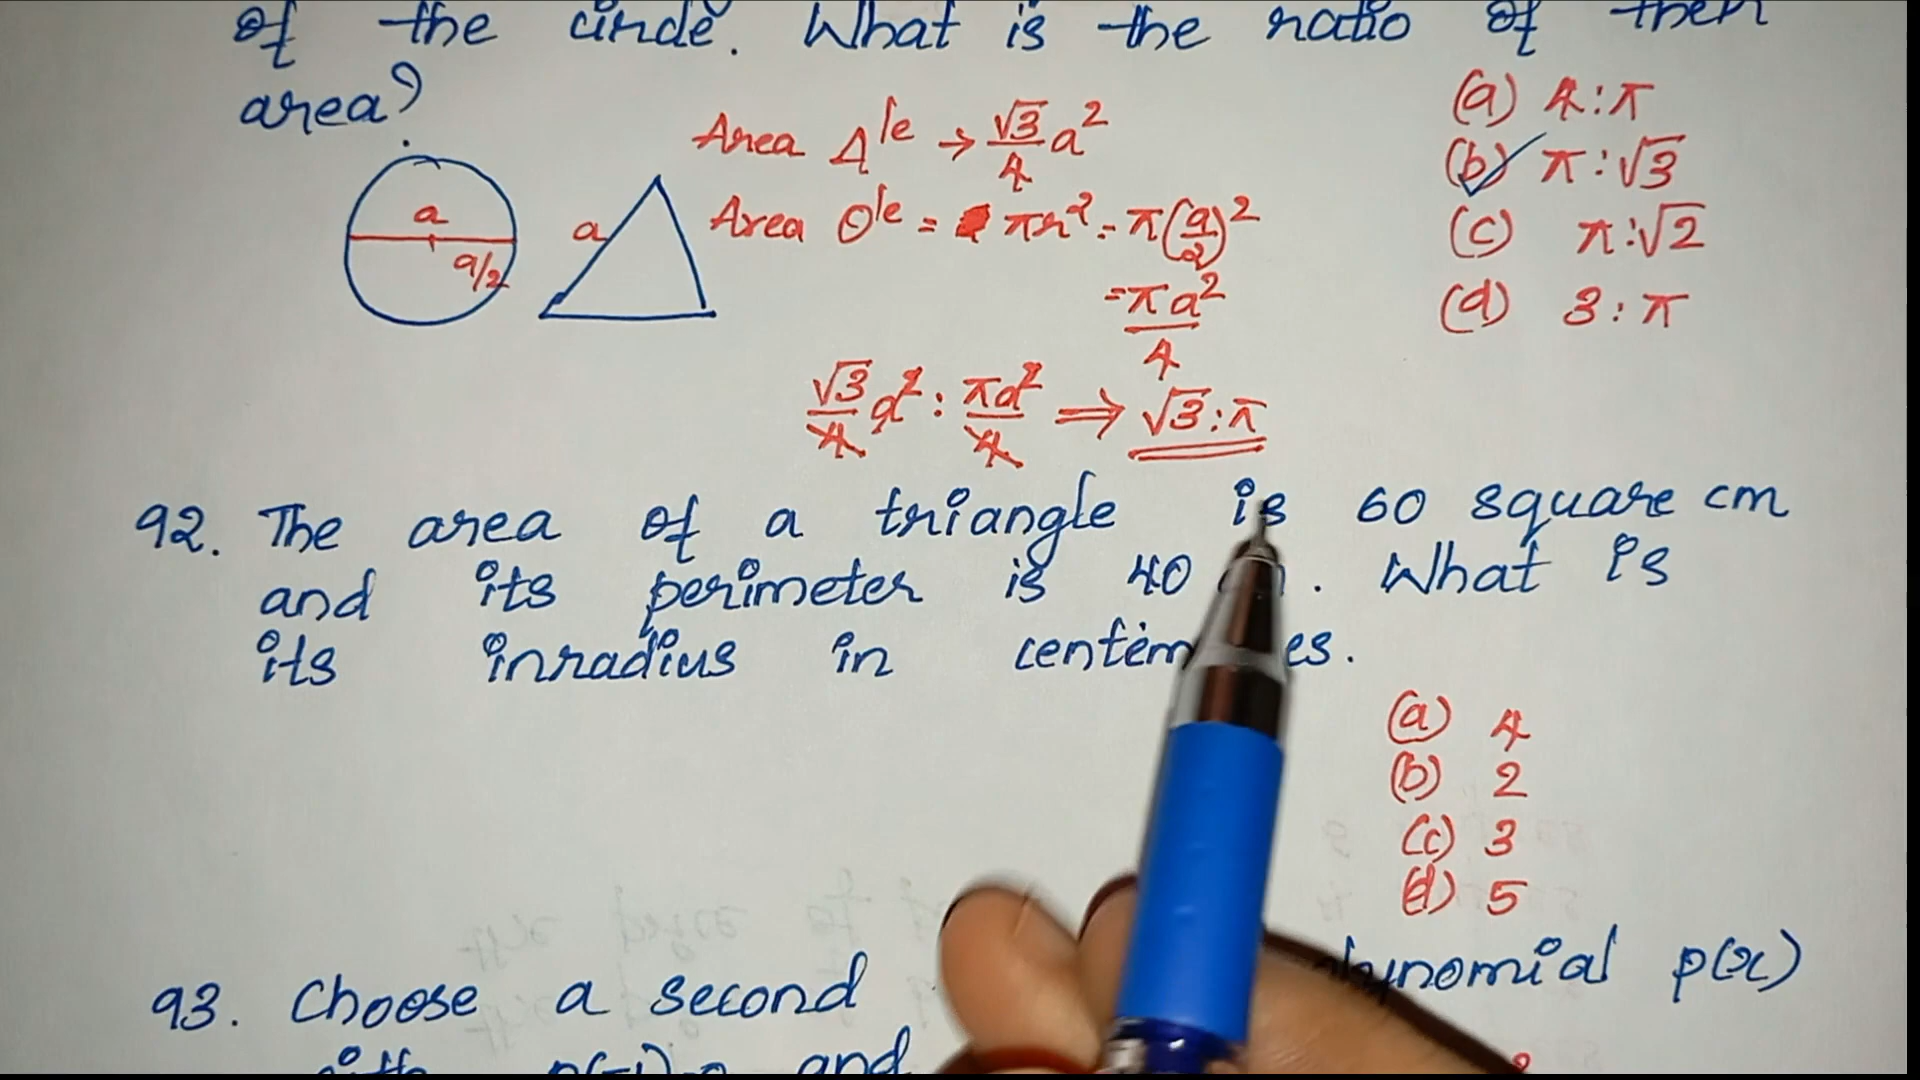 of the circle. What is the ratio of their
area?
a
a/2
a
Area Δle → √3/4 a²
Area Θle = πr² = π(a/2)²
= πa²/4
√3/4 a² : πa²/4 ⇒ √3 : π
(a) 4 : π
(b) π : √3
(c) π : √2
(d) 3 : π
92. The area of a triangle is 60 square cm
and its perimeter is 40 . What is
its inradius in
(a) 4
(b) 2
(c) 3
(d) 5
93. Choose a second p(x)
and